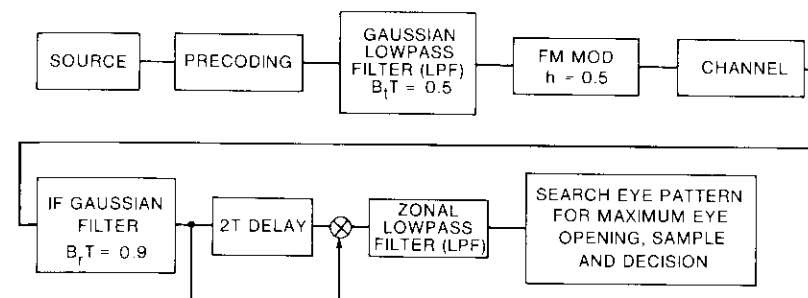 SOURCE
PRECODING
GAUSSIAN
LOWPASS
FILTER (LPF)
BtT = 0.5
FM MOD
h = 0.5
CHANNEL
IF GAUSSIAN
FILTER
BrT = 0.9
2T DELAY
ZONAL
LOWPASS
FILTER (LPF)
SEARCH EYE PATTERN
FOR MAXIMUM EYE
OPENING, SAMPLE
AND DECISION